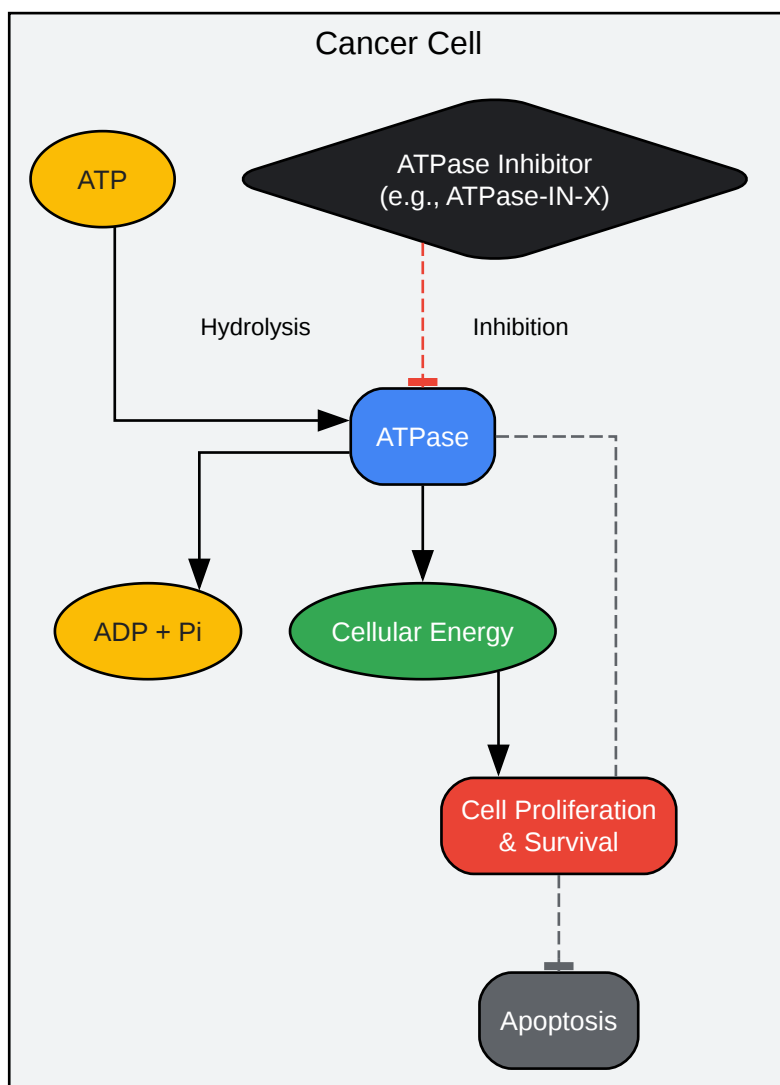 Cancer Cell
ATP
ATPase Inhibitor
(e.g., ATPase-IN-X)
Hydrolysis
Inhibition
ATPase
ADP + Pi
Cellular Energy
Cell Proliferation
& Survival
Apoptosis